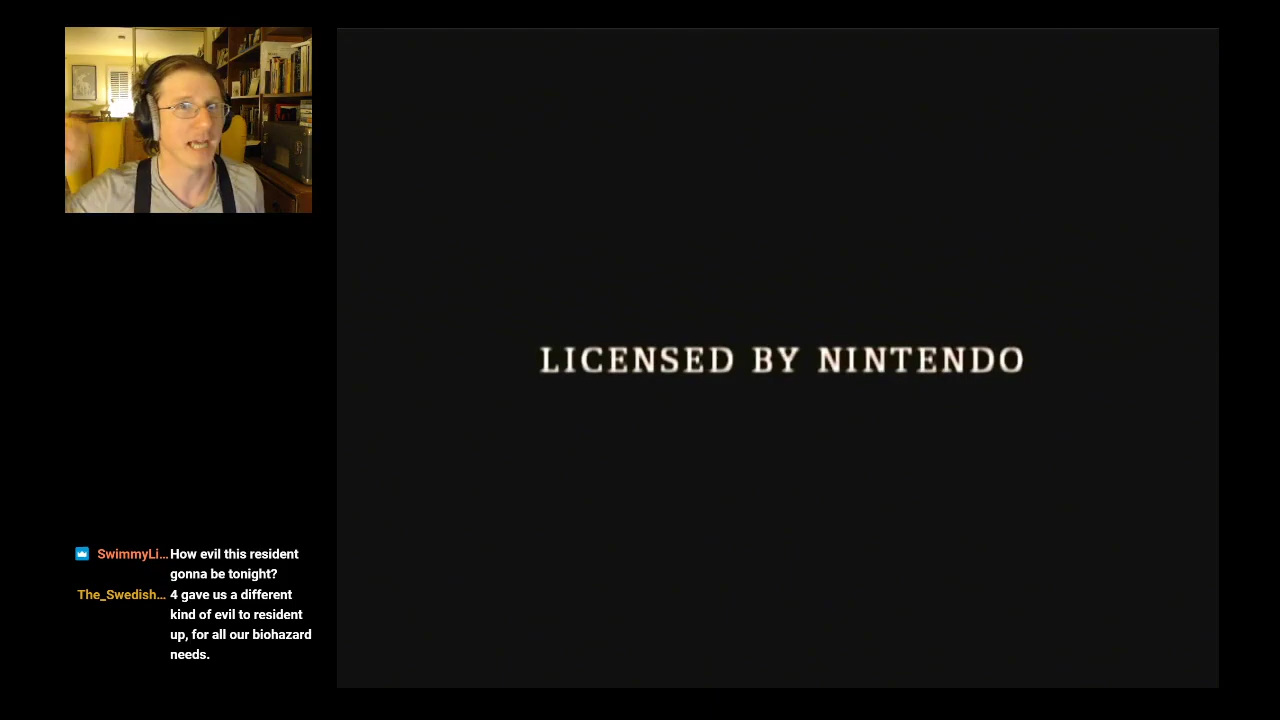 LICENSED BY NINTENDO
SwimmyLi... How evil this resident
gonna be tonight?
The_Swedish... 4 gave us a different
kind of evil to resident
up, for all our biohazard
needs.